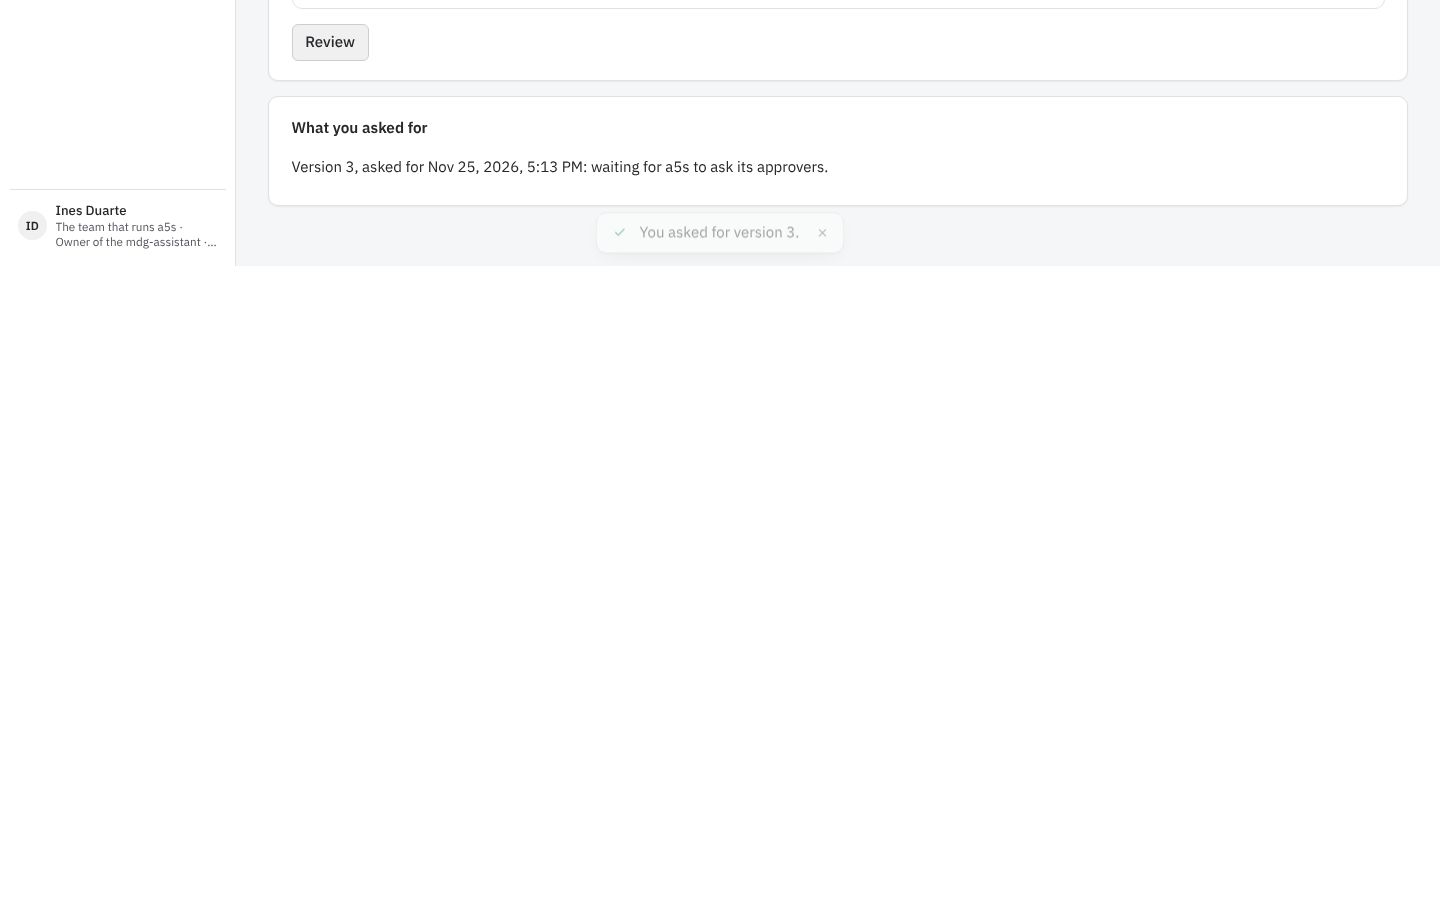 Review
What you asked for
Version 3, asked for Nov 25, 2026, 5:13 PM: waiting for a5s to ask its approvers.
ID
Ines Duarte
The team that runs a5s ·
Owner of the mdg-assistant ·…
You asked for version 3.